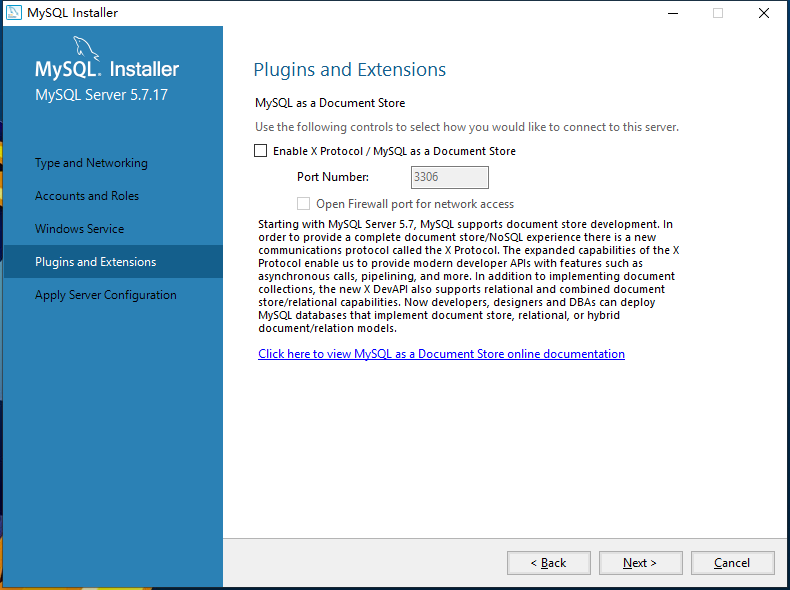 MySQL Installer
MySQL. Installer
MySQL Server 5.7.17
Type and Networking
Accounts and Roles
Windows Service
Plugins and Extensions
Apply Server Configuration
Plugins and Extensions
MySQL as a Document Store
Use the following controls to select how you would like to connect to this server.
Enable X Protocol / MySQL as a Document Store
Port Number: 3306
Open Firewall port for network access
Starting with MySQL Server 5.7, MySQL supports document store development. In
order to provide a complete document store/NoSQL experience there is a new
communications protocol called the X Protocol. The expanded capabilities of the X
Protocol enable us to provide modern developer APIs with features such as
asynchronous calls, pipelining, and more. In addition to implementing document
collections, the new X DevAPI also supports relational and combined document
store/relational capabilities. Now developers, designers and DBAs can deploy
MySQL databases that implement document store, relational, or hybrid
document/relation models.
Click here to view MySQL as a Document Store online documentation
< Back
Next >
Cancel